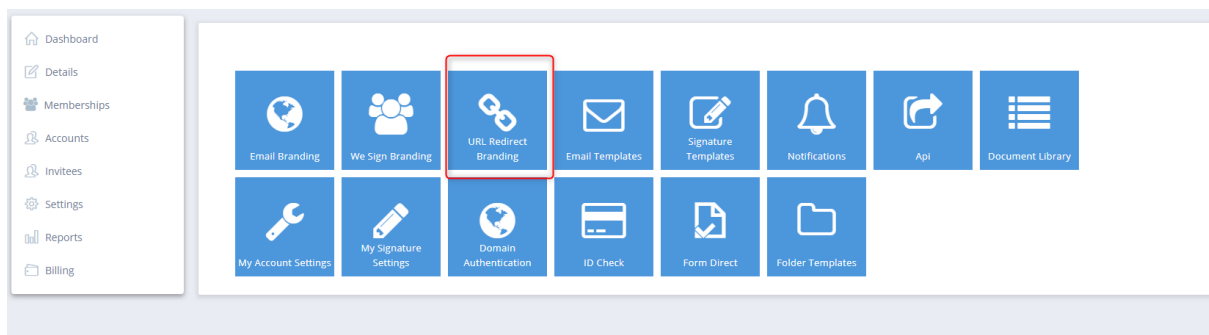 Dashboard
Details
Memberships
Accounts
Invitees
Settings
Reports
Billing
Email Branding
We Sign Branding
URL Redirect
Branding
Email Templates
Signature
Templates
Notifications
Api
Document Library
My Account Settings
My Signature
Settings
Domain
Authentication
ID Check
Form Direct
Folder Templates